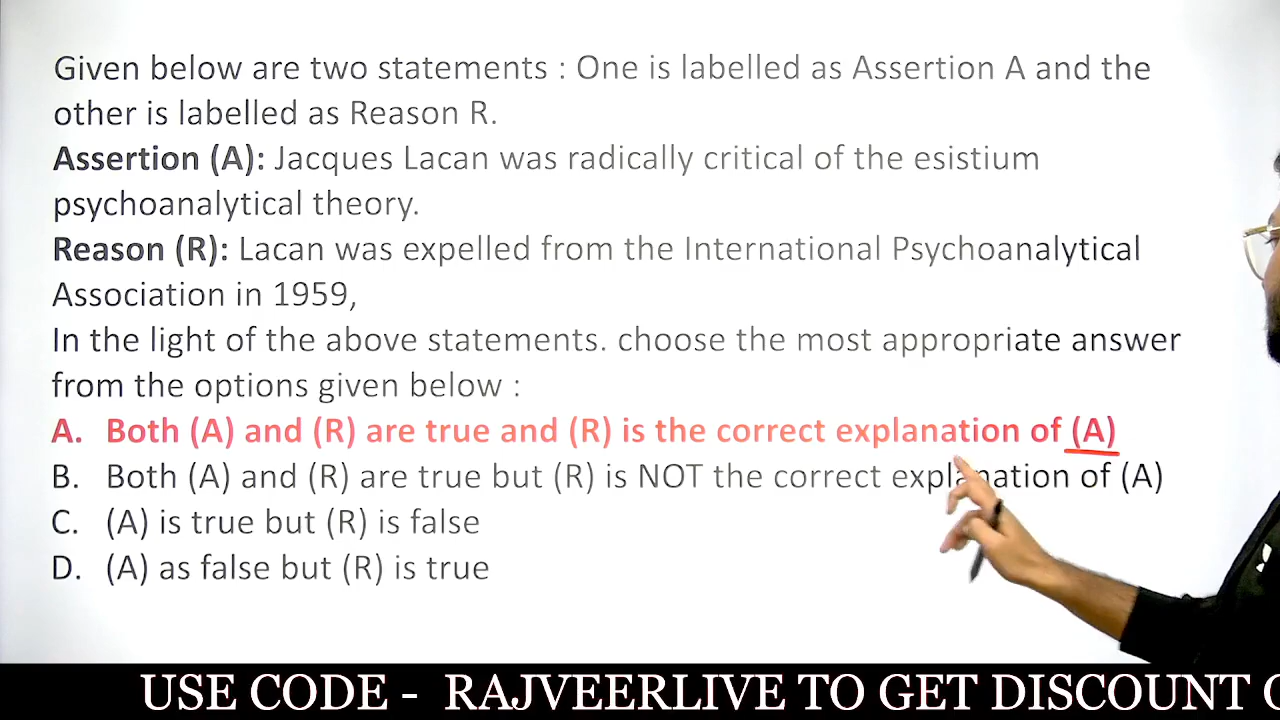 Given below are two statements : One is labelled as Assertion A and the
other is labelled as Reason R.
Assertion (A): Jacques Lacan was radically critical of the esistium
psychoanalytical theory.
Reason (R): Lacan was expelled from the International Psychoanalytical
Association in 1959,
In the light of the above statements. choose the most appropriate answer
from the options given below :
A. Both (A) and (R) are true and (R) is the correct explanation of (A)
B. Both (A) and (R) are true but (R) is NOT the correct explanation of (A)
C. (A) is true but (R) is false
D. (A) as false but (R) is true
USE CODE - RAJVEERLIVE TO GET DISCOUNT